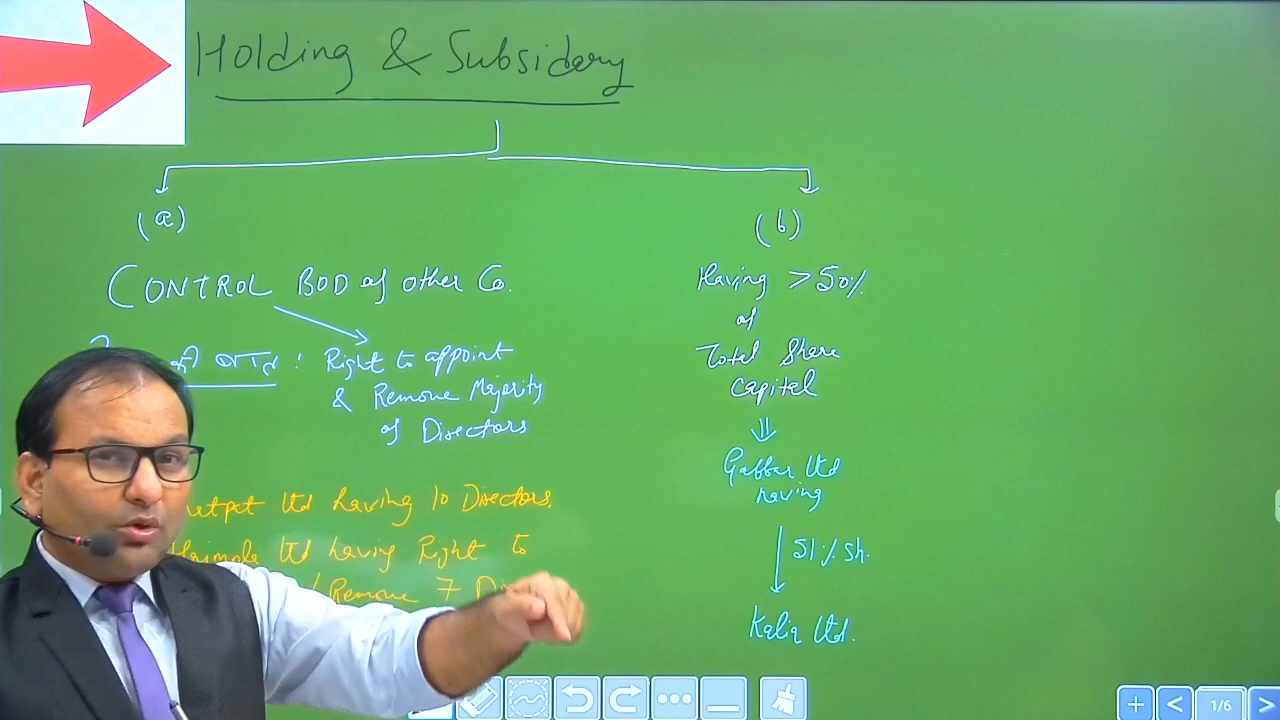 Holding & Subsidery
(a)
(b)
CONTROL BOD of other Co.
Having >50%
of
Total Share
Capital
की बात : Right to appoint
& Remove Majority
of Directors
Gabbar Ltd
having
51% sh.
Kalia Ltd.
Ltd having 10 Directors.
Ltd having Right to
Remove 7
1/6